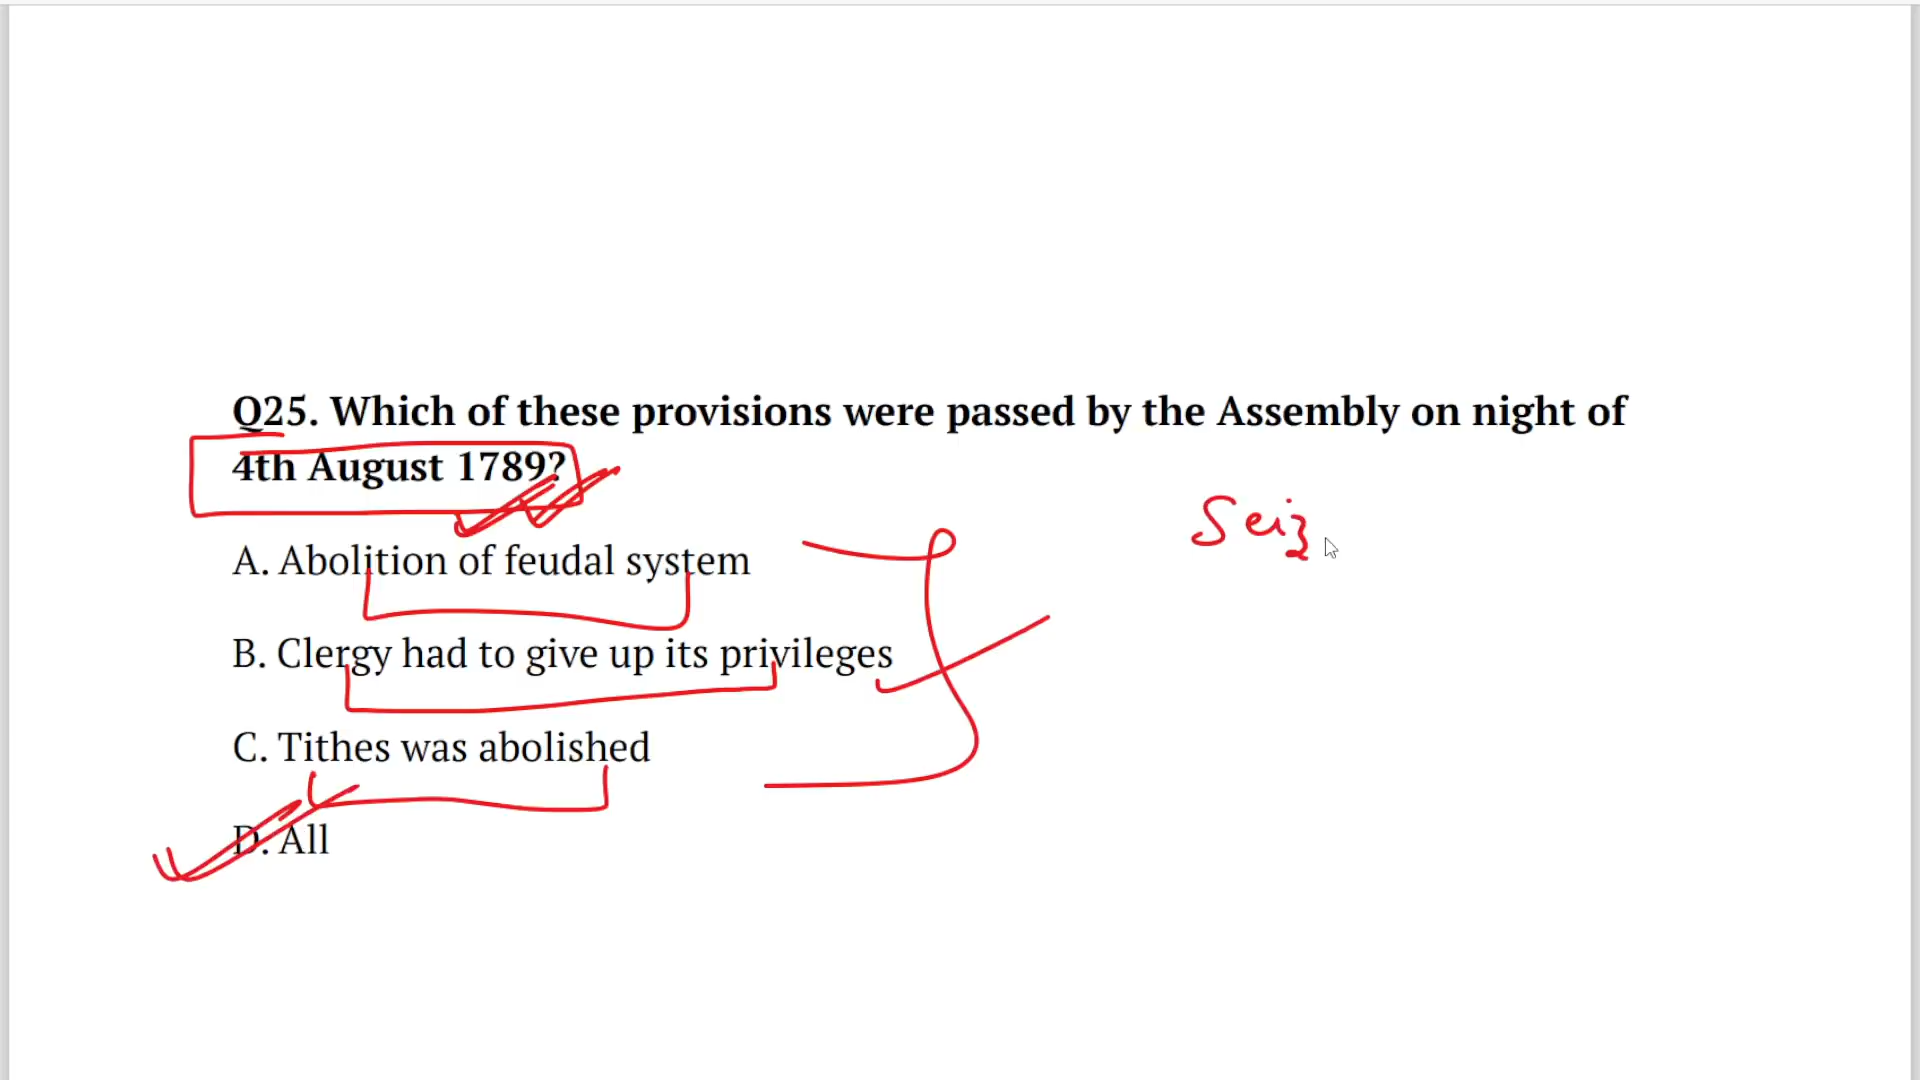 Q25. Which of these provisions were passed by the Assembly on night of
4th August 1789?
Seiz
A. Abolition of feudal system
B. Clergy had to give up its privileges
C. Tithes was abolished
D. All